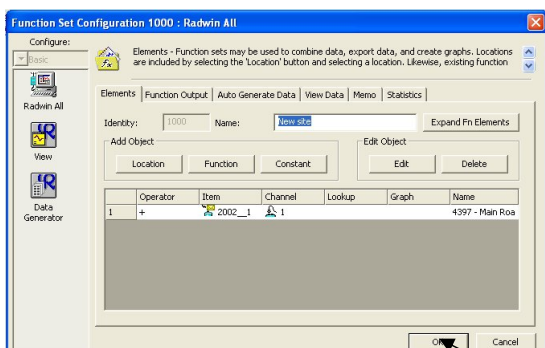 Function Set Configuration 1000 : Radwin All
Configure:
Basic
Radwin All
View
Data
Generator
Elements - Function sets may be used to combine data, export data, and create graphs. Locations
are included by selecting the 'Location' button and selecting a location. Likewise, existing function
Elements Function Output Auto Generate Data View Data Memo Statistics
Identity: 1000 Name: New site Expand Fn Elements
Add Object Edit Object
Location Function Constant Edit Delete
Operator Item Channel Lookup Graph Name
1 + 2002__1 1 4397 - Main Roa
Cancel